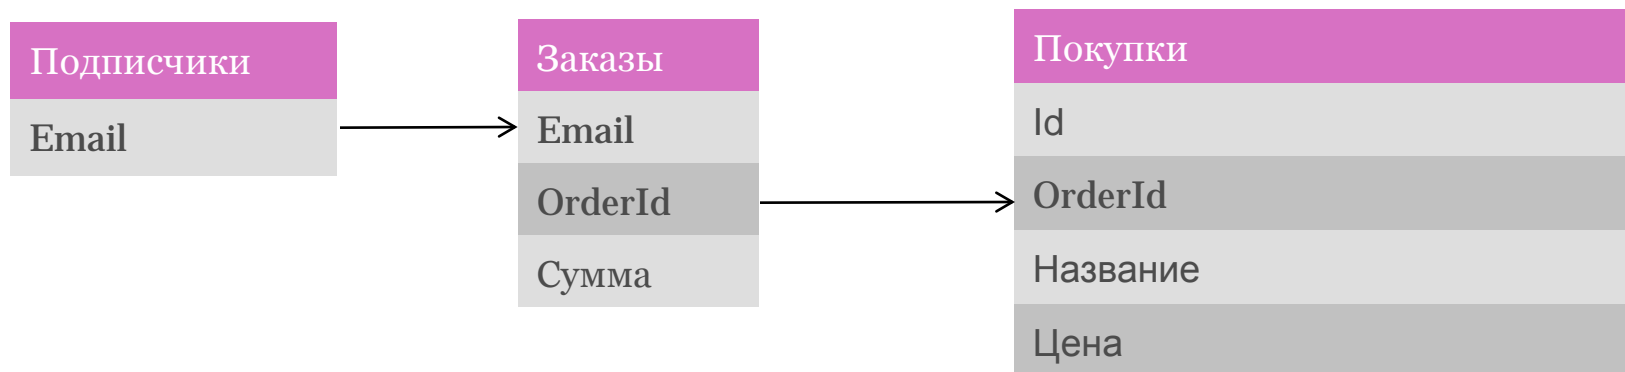 Подписчики
Email
Заказы
Email
OrderId
Сумма
Покупки
Id
OrderId
Название
Цена